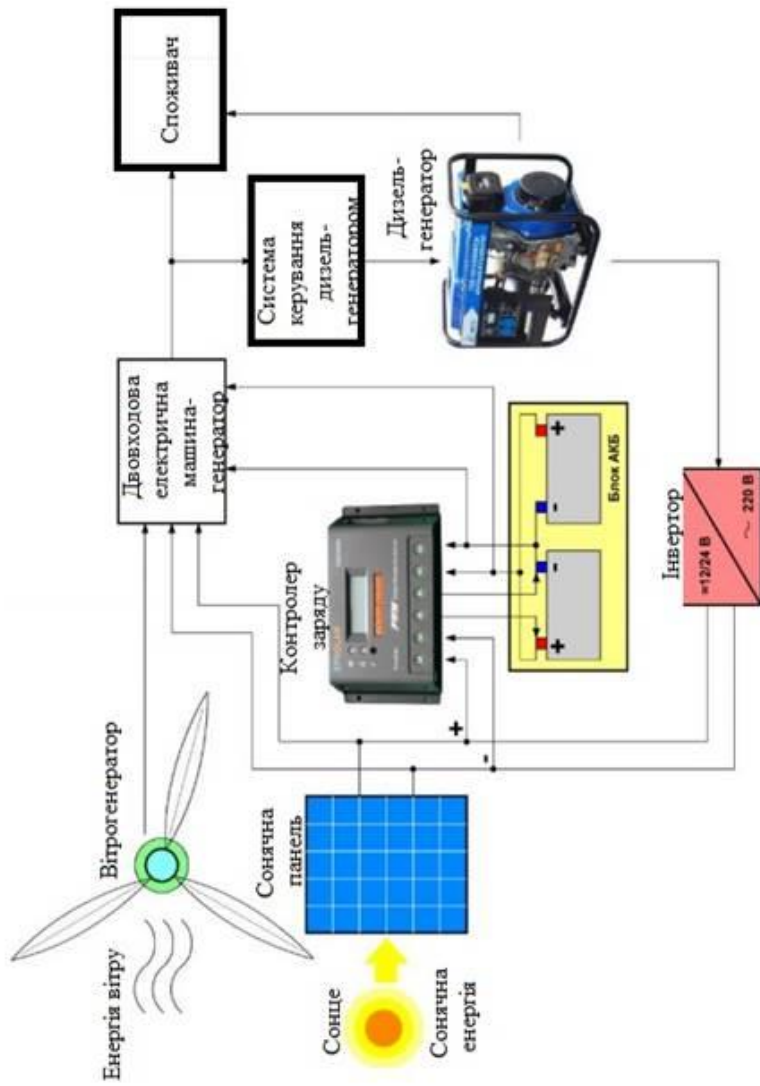 Енергія вітру
Вітрогенератор
Двовходова
електрична
машина-
генератор
Споживач
Система
керування
дизель-
генератором
Дизель-
генератор
Сонце
Сонячна
енергія
Сонячна
панель
Контролер
заряду
+
-
+
-
-
+
Блок АКБ
=12/24 В
~ 220 В
Інвертор